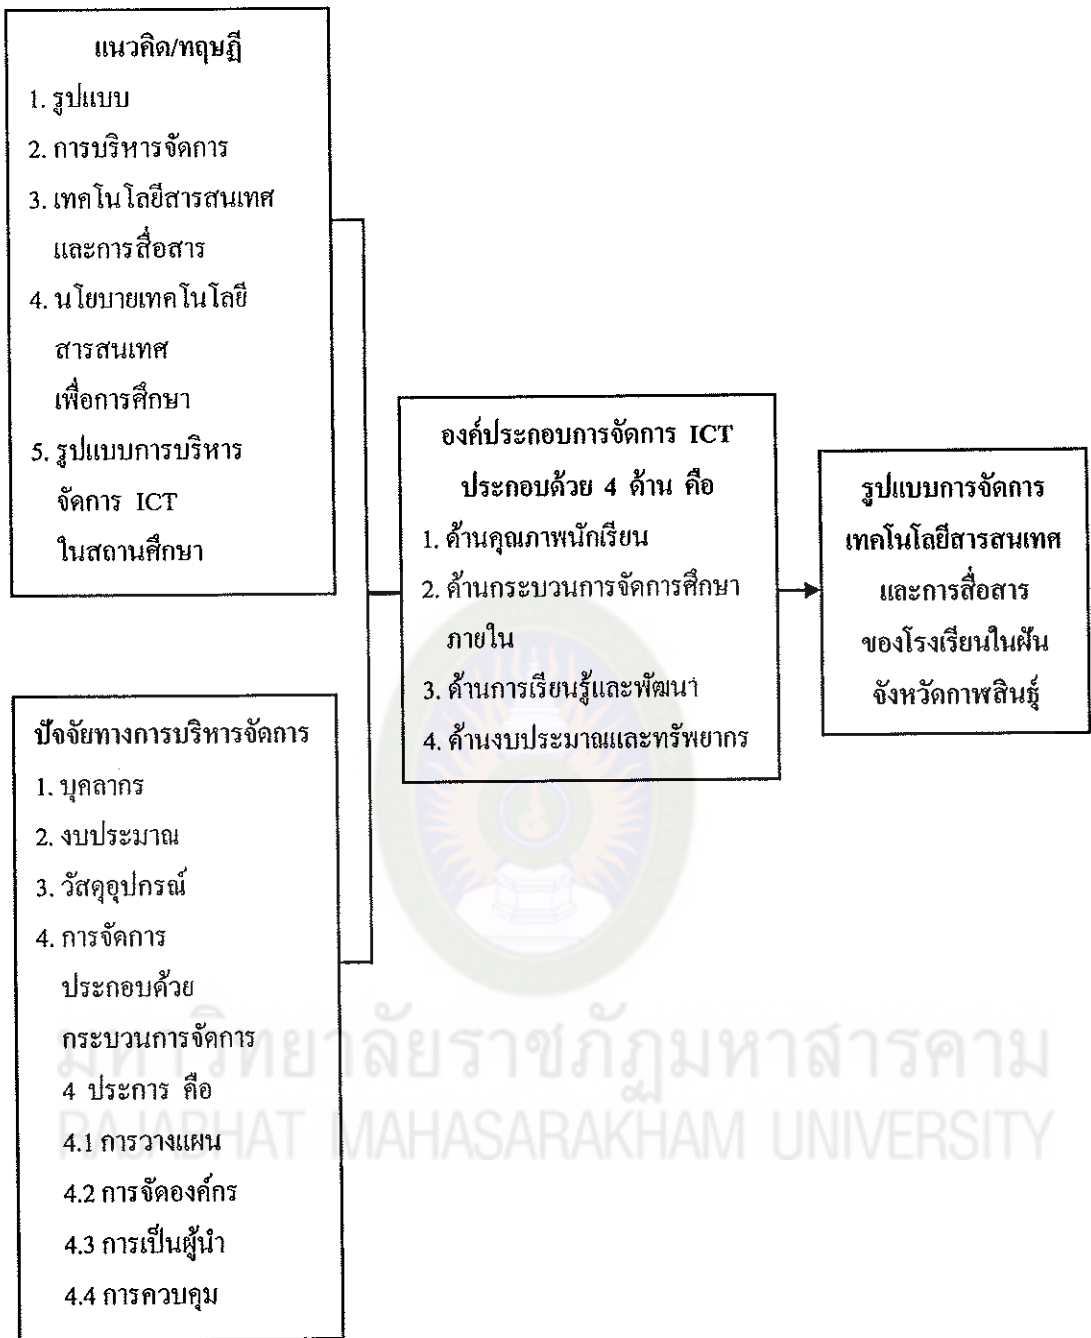 แนวคิด/ทฤษฎี
1. รูปแบบ
2. การบริหารจัดการ
3. เทคโนโลยีสารสนเทศ
และการสื่อสาร
4. นโยบายเทคโนโลยี
สารสนเทศ
เพื่อการศึกษา
5. รูปแบบการบริหาร
จัดการ ICT
ในสถานศึกษา
ปัจจัยทางการบริหารจัดการ
1. บุคลากร
2. งบประมาณ
3. วัสดุอุปกรณ์
4. การจัดการ
ประกอบด้วย
กระบวนการจัดการ
4 ประการ คือ
4.1 การวางแผน
4.2 การจัดองค์กร
4.3 การเป็นผู้นำ
4.4 การควบคุม
องค์ประกอบการจัดการ ICT
ประกอบด้วย 4 ด้าน คือ
1. ด้านคุณภาพนักเรียน
2. ด้านกระบวนการจัดการศึกษา
ภายใน
3. ด้านการเรียนรู้และพัฒนา
4. ด้านงบประมาณและทรัพยากร
รูปแบบการจัดการ
เทคโนโลยีสารสนเทศ
และการสื่อสาร
ของโรงเรียนในฝัน
จังหวัดกาฬสินธุ์
มหาวิทยาลัยราชภัฏมหาสารคาม
RAJABHAT MAHASARAKHAM UNIVERSITY